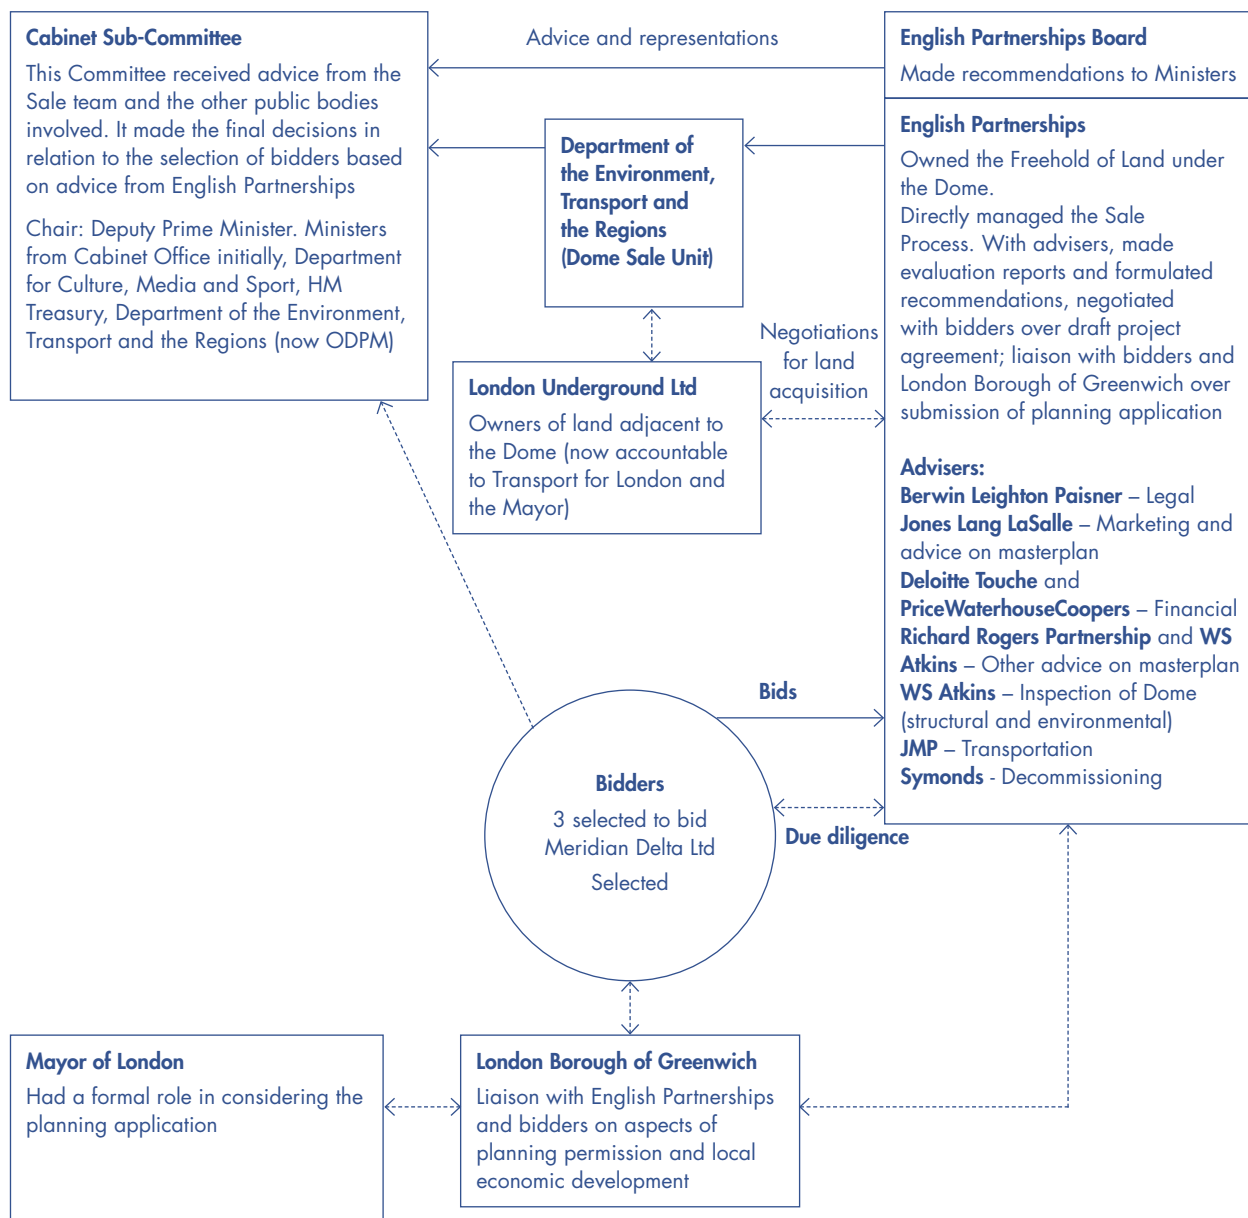 Cabinet Sub-Committee
This Committee received advice from the
Sale team and the other public bodies
involved. It made the final decisions in
relation to the selection of bidders based
on advice from English Partnerships
Chair: Deputy Prime Minister. Ministers
from Cabinet Office initially, Department
for Culture, Media and Sport, HM
Treasury, Department of the Environment,
Transport and the Regions (now ODPM)
Advice and representations
English Partnerships Board
Made recommendations to Ministers
Department of
the Environment,
Transport and
the Regions
(Dome Sale Unit)
English Partnerships
Owned the Freehold of Land under
the Dome.
Directly managed the Sale
Process. With advisers, made
evaluation reports and formulated
recommendations, negotiated
with bidders over draft project
agreement; liaison with bidders and
London Borough of Greenwich over
submission of planning application
Advisers:
Berwin Leighton Paisner – Legal
Jones Lang LaSalle – Marketing and
advice on masterplan
Deloitte Touche and
PriceWaterhouseCoopers – Financial
Richard Rogers Partnership and WS
Atkins – Other advice on masterplan
WS Atkins – Inspection of Dome
(structural and environmental)
JMP – Transportation
Symonds - Decommissioning
Negotiations
for land
acquisition
London Underground Ltd
Owners of land adjacent to
the Dome (now accountable
to Transport for London and
the Mayor)
Bids
Bidders
3 selected to bid
Meridian Delta Ltd
Selected
Due diligence
Mayor of London
Had a formal role in considering the
planning application
London Borough of Greenwich
Liaison with English Partnerships
and bidders on aspects of
planning permission and local
economic development